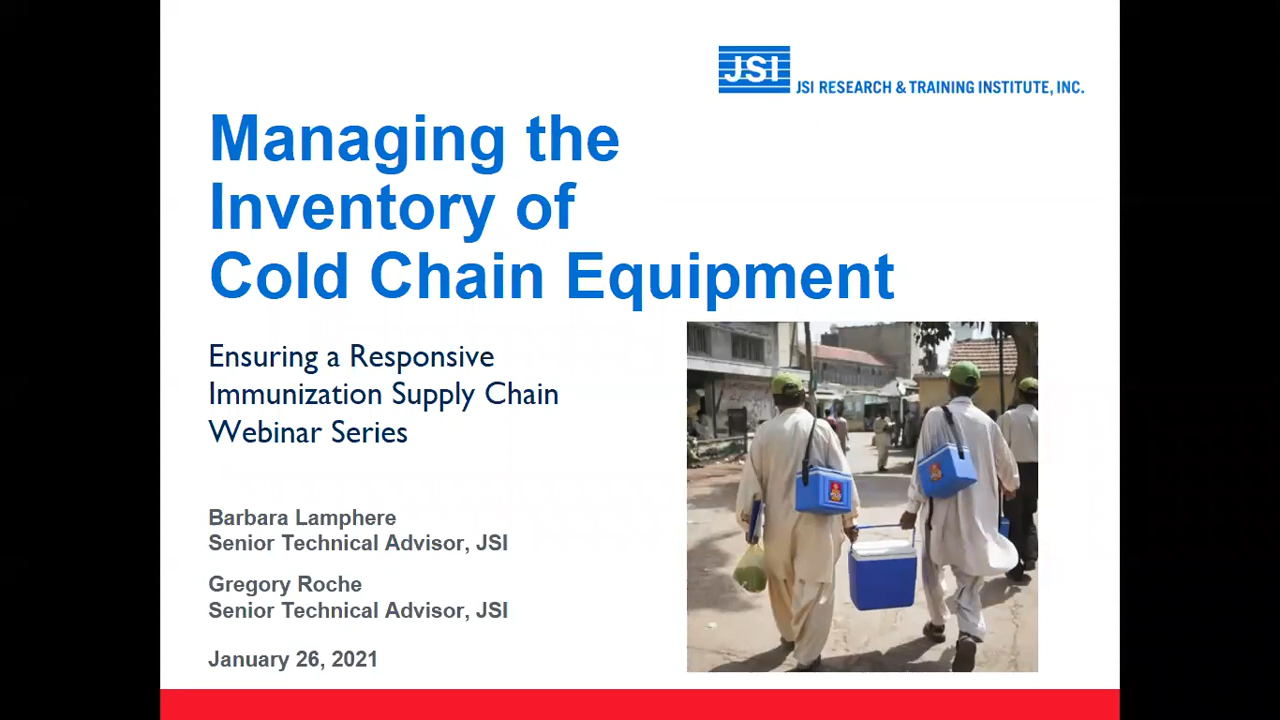 JSI
JSI RESEARCH & TRAINING INSTITUTE, INC.
Managing the
Inventory of
Cold Chain Equipment
Ensuring a Responsive
Immunization Supply Chain
Webinar Series
Barbara Lamphere
Senior Technical Advisor, JSI
Gregory Roche
Senior Technical Advisor, JSI
January 26, 2021